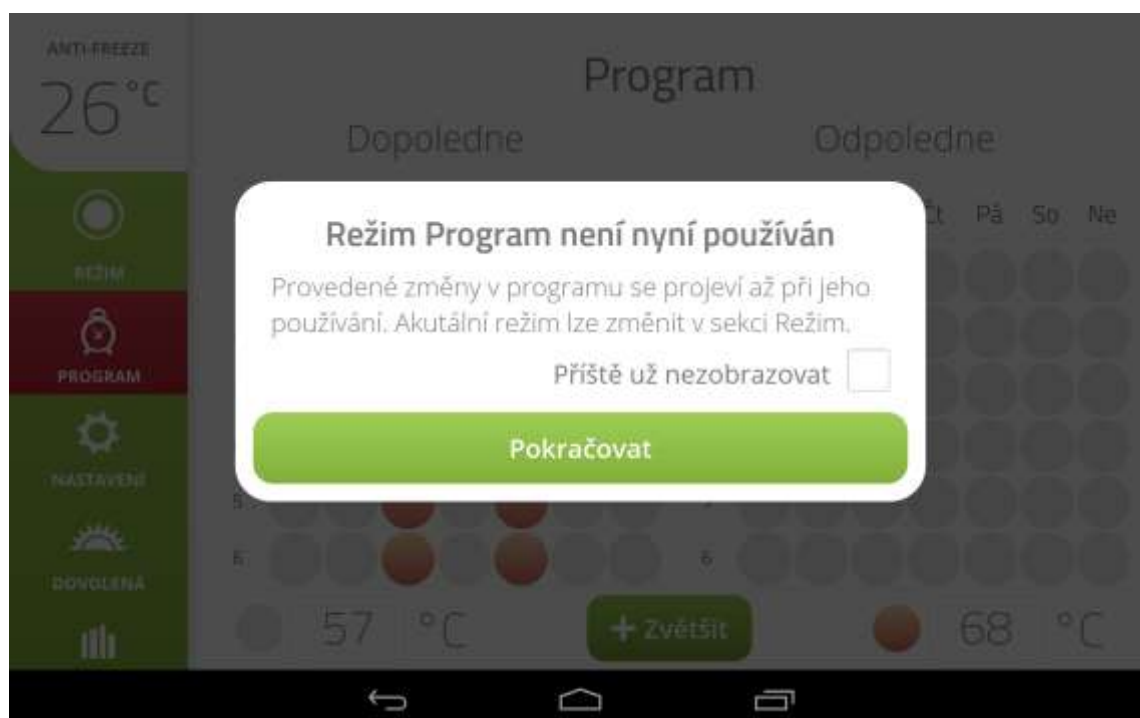 ANTI-FREEZE
26 °C
Program
Dopoledne
Odpoledne
Čt Pá So Ne
REŽIM
PROGRAM
NASTAVENÍ
DOVOLENÁ
Režim Program není nyní používán
Provedené změny v programu se projeví až při jeho
používání. Akutální režim lze změnit v sekci Režim.
Příště už nezobrazovat
Pokračovat
6
6
57 °C
+ Zvětšit
68 °C